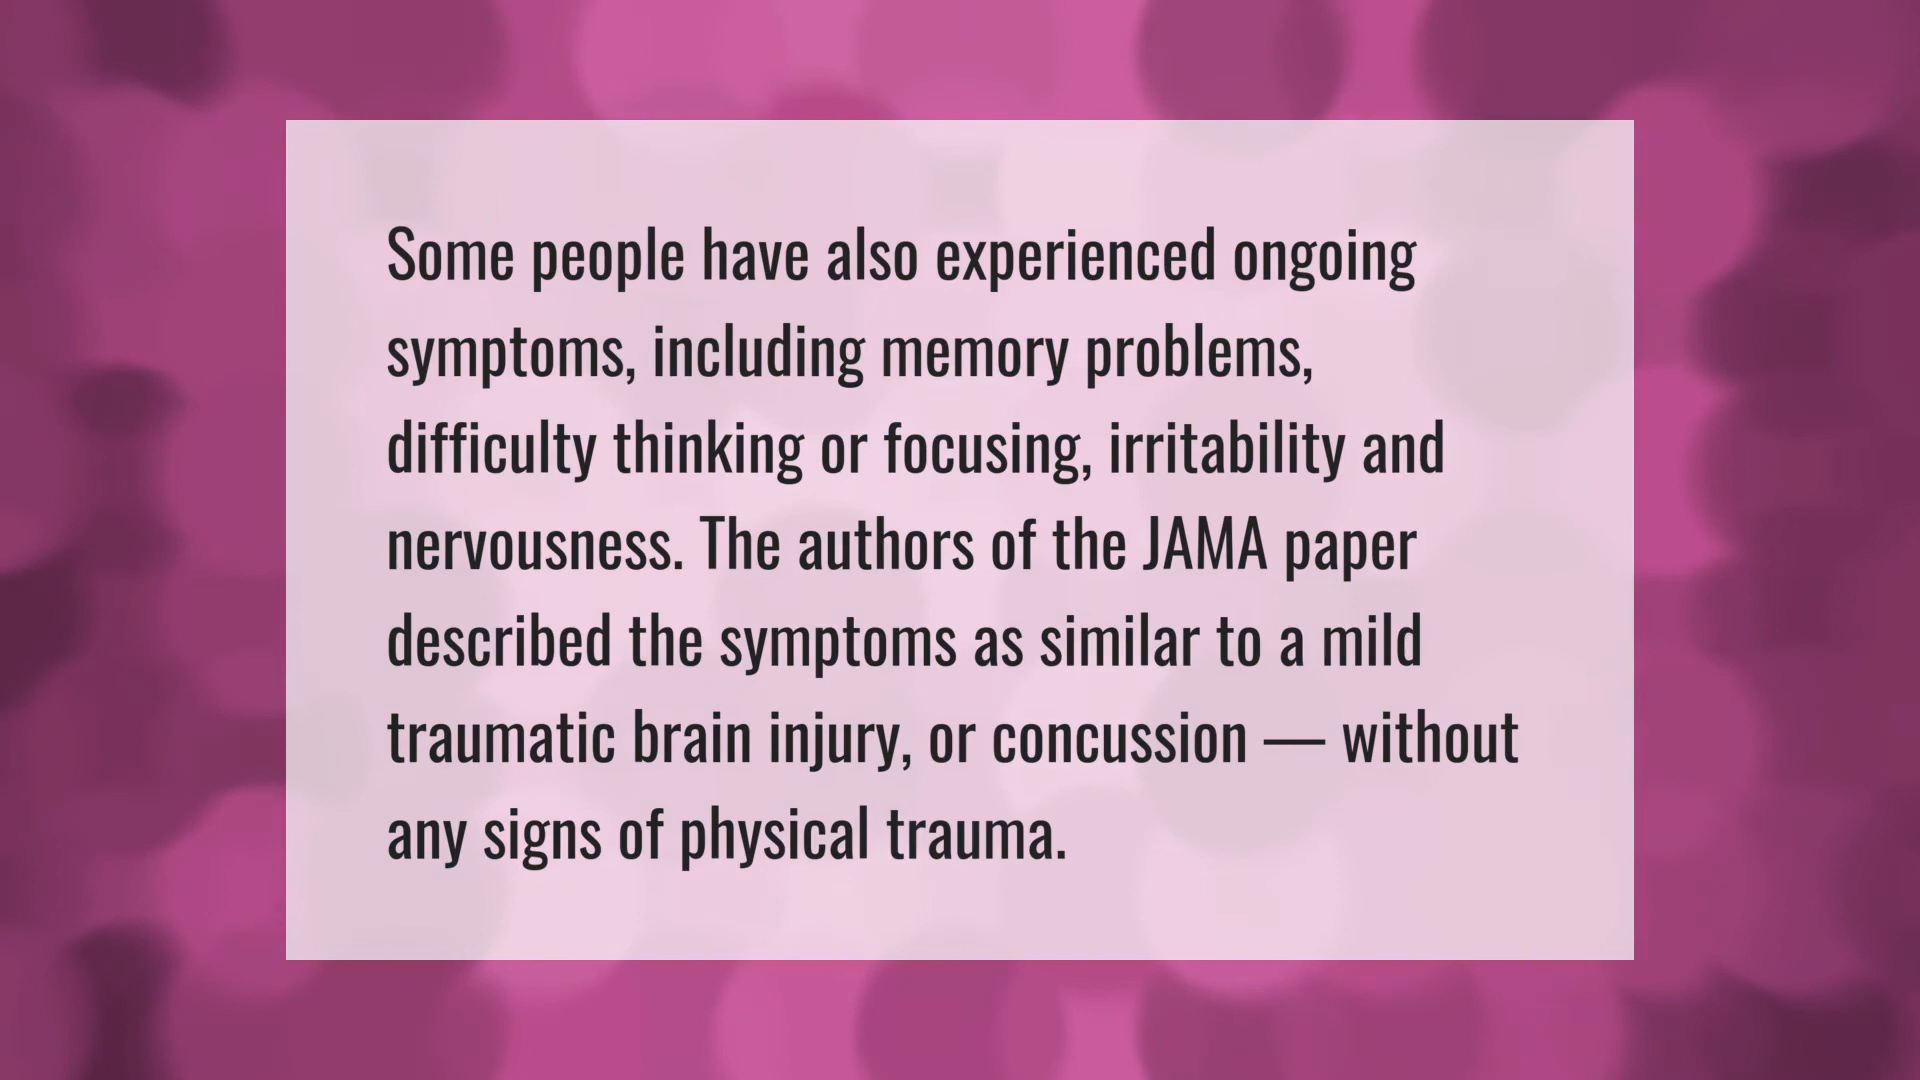 Some people have also experienced ongoing
symptoms, including memory problems,
difficulty thinking or focusing, irritability and
nervousness. The authors of the JAMA paper
described the symptoms as similar to a mild
traumatic brain injury, or concussion — without
any signs of physical trauma.